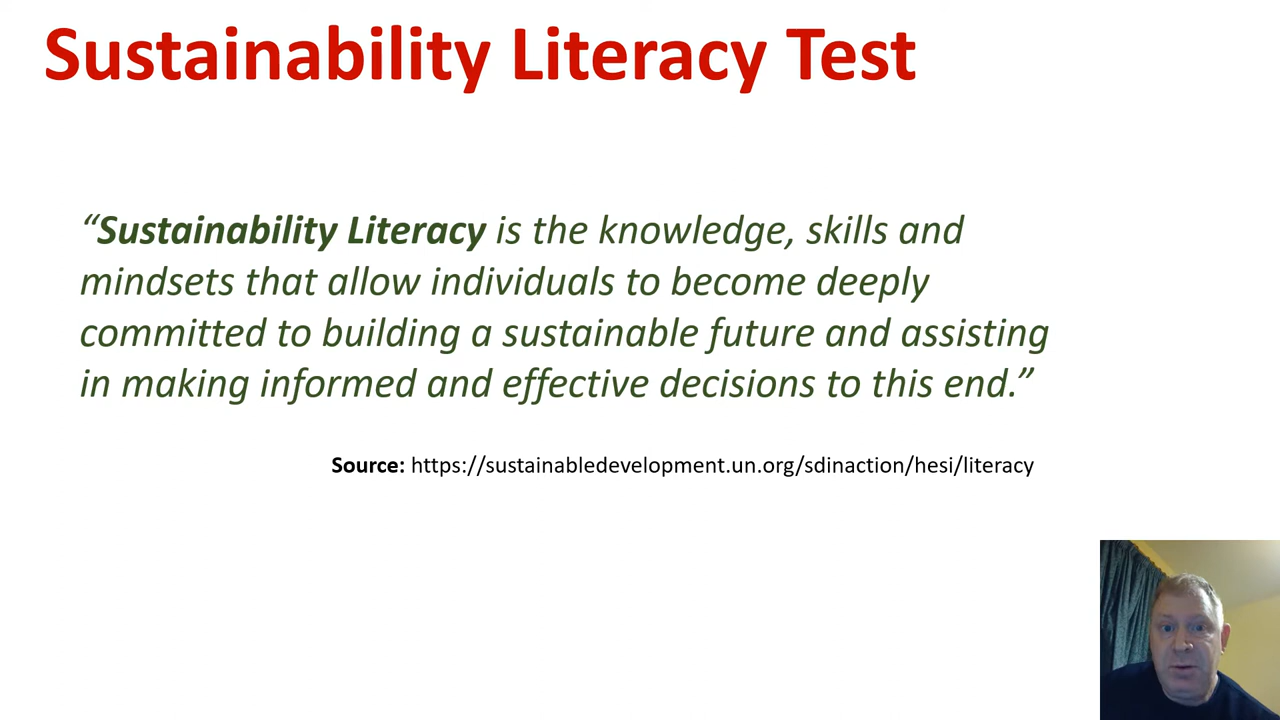 Sustainability Literacy Test
“Sustainability Literacy is the knowledge, skills and
mindsets that allow individuals to become deeply
committed to building a sustainable future and assisting
in making informed and effective decisions to this end.”
Source: https://sustainabledevelopment.un.org/sdinaction/hesi/literacy